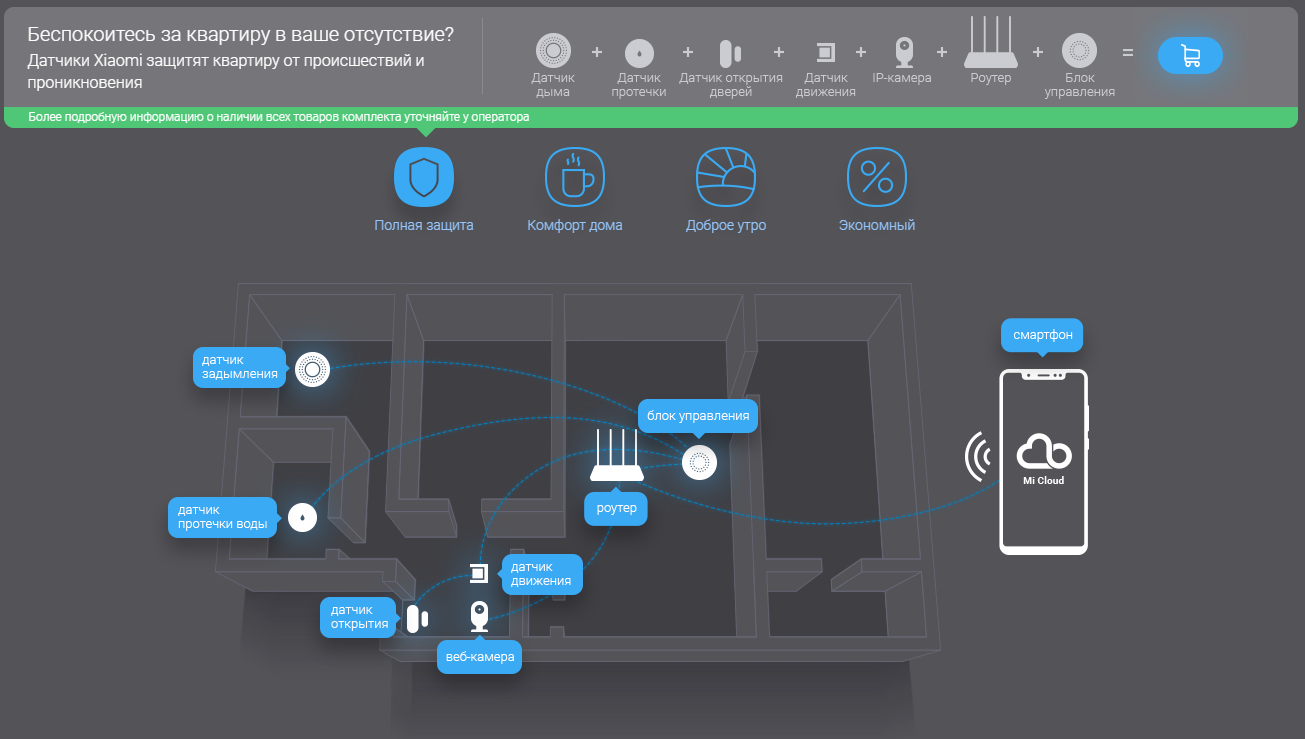 Беспокоитесь за квартиру в ваше отсутствие?
Датчики Xiaomi защитят квартиру от происшествий и
проникновения
Датчик
дыма
+
Датчик
протечки
+
Датчик открытия
дверей
+
Датчик
движения
+
IP-камера
+
Роутер
+
Блок
управления
=
Более подробную информацию о наличии всех товаров комплекта уточняйте у оператора
Полная защита
Комфорт дома
Доброе утро
Экономный
смартфон
датчик
задымления
блок управления
Mi Cloud
датчик
протечки воды
роутер
датчик
движения
датчик
открытия
веб-камера